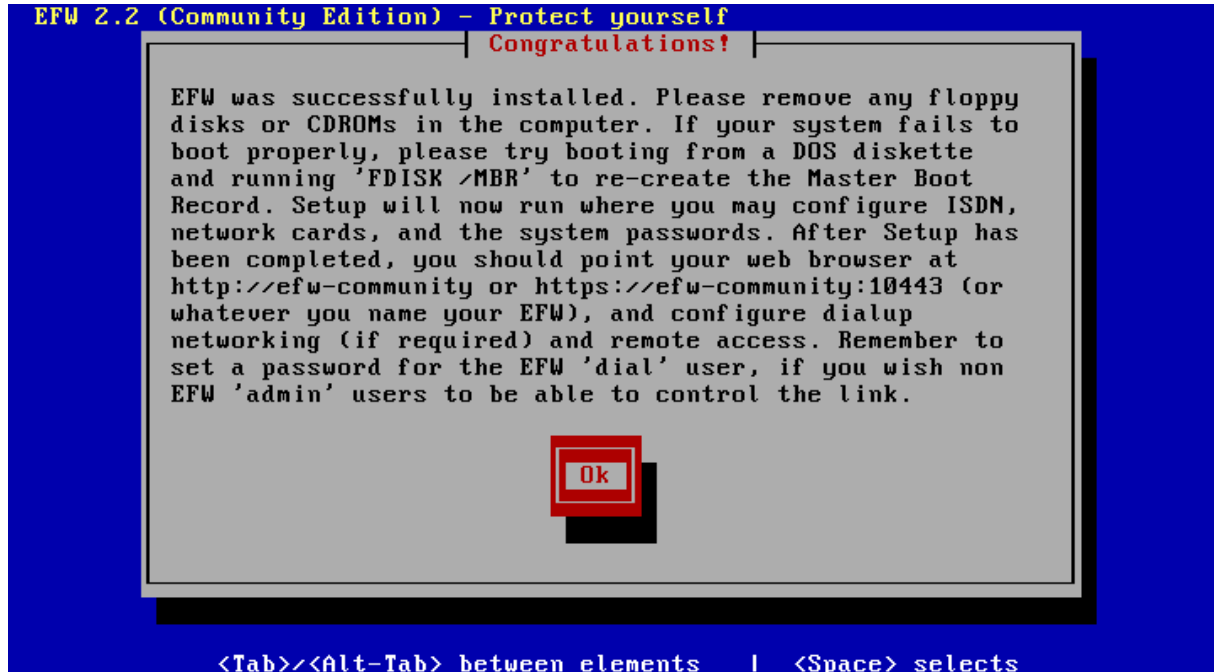 EFW 2.2 (Community Edition) - Protect yourself
Congratulations!
EFW was successfully installed. Please remove any floppy
disks or CDROMs in the computer. If your system fails to
boot properly, please try booting from a DOS diskette
and running 'FDISK /MBR' to re-create the Master Boot
Record. Setup will now run where you may configure ISDN,
network cards, and the system passwords. After Setup has
been completed, you should point your web browser at
http://efw-community or https://efw-community:10443 (or
whatever you name your EFW), and configure dialup
networking (if required) and remote access. Remember to
set a password for the EFW 'dial' user, if you wish non
EFW 'admin' users to be able to control the link.
Ok
<Tab>/<Alt-Tab> between elements | <Space> selects